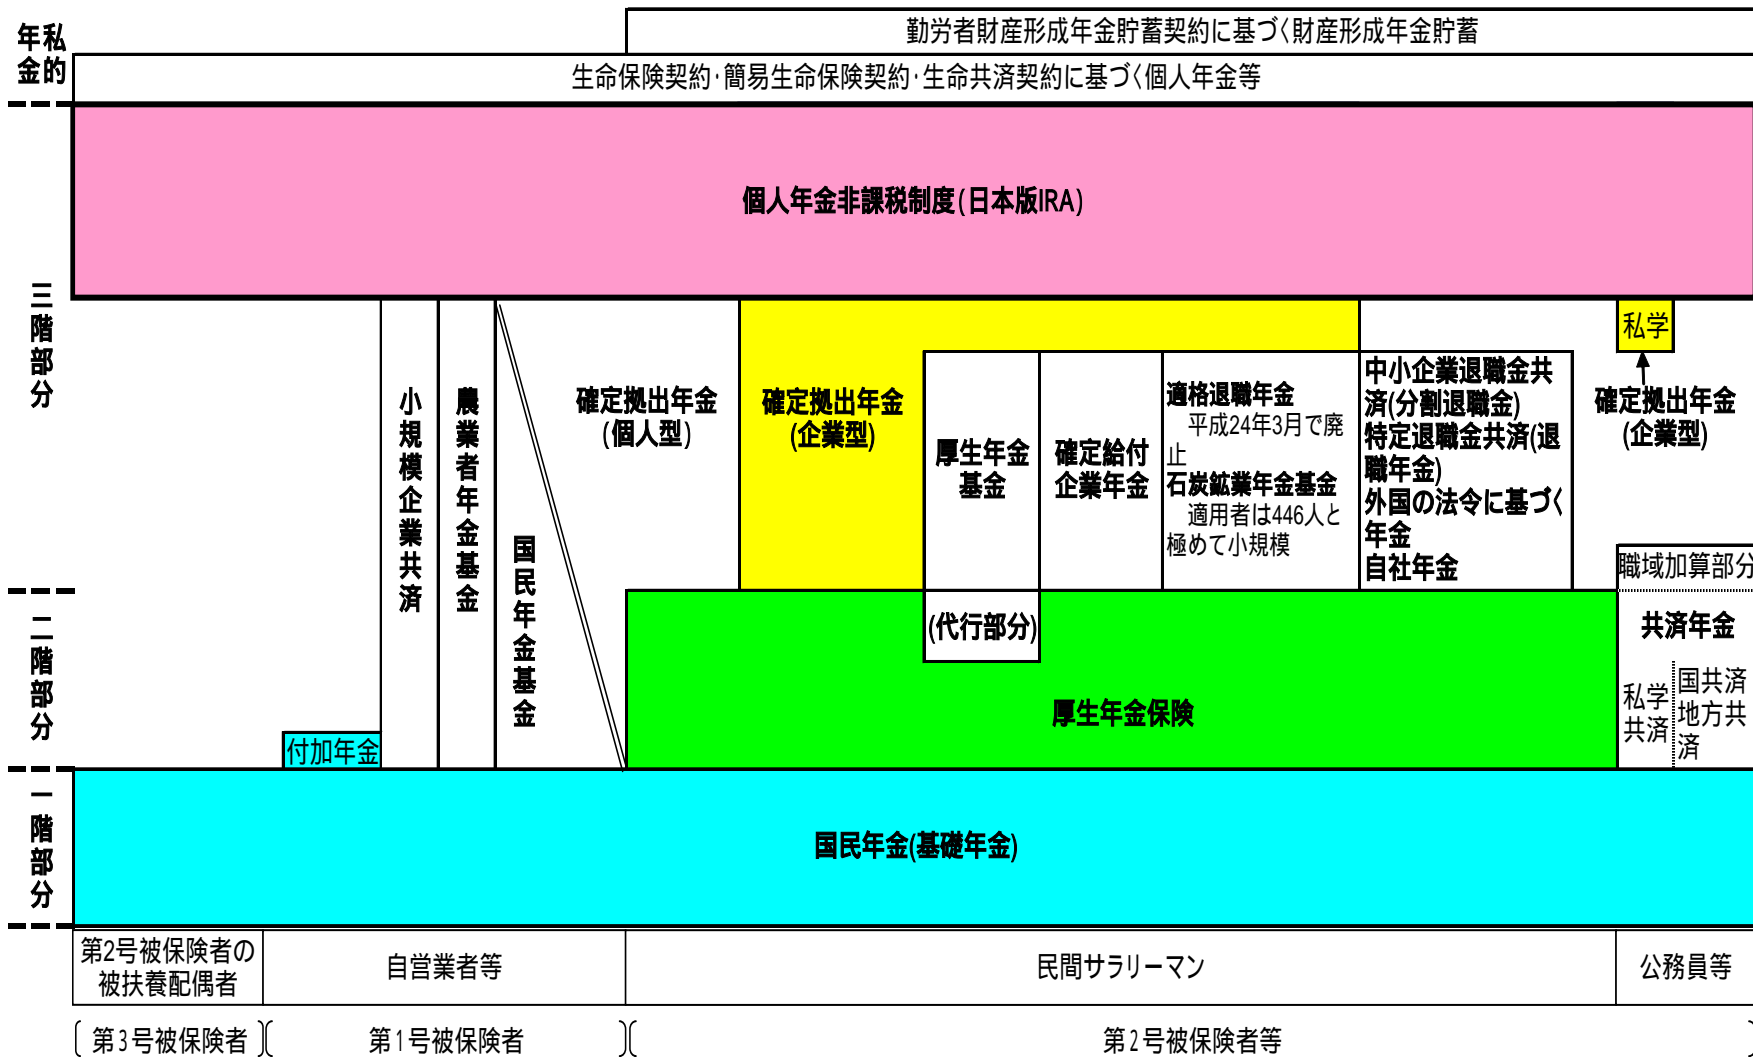 勤労者財産形成年金貯蓄契約に基づく財産形成年金貯蓄
私的
年金
生命保険契約・簡易生命保険契約・生命共済契約に基づく個人年金等
個人年金非課税制度(日本版IRA)
三階部分
小規模企業共済
農業者年金基金
国民年金基金
確定拠出年金
(個人型)
確定拠出年金
(企業型)
厚生年金
基金
確定給付
企業年金
適格退職年金
平成24年3月で廃
止
石炭鉱業年金基金
適用者は446人と
極めて小規模
中小企業退職金共
済(分割退職金)
特定退職金共済(退
職年金)
外国の法令に基づく
年金
自社年金
私学
確定拠出年金
(企業型)
職域加算部分
二階部分
(代行部分)
厚生年金保険
共済年金
私学
共済
国共済
地方共
済
付加年金
一階部分
国民年金(基礎年金)
第2号被保険者の
被扶養配偶者
自営業者等
民間サラリーマン
公務員等
第3号被保険者
第1号被保険者
第2号被保険者等